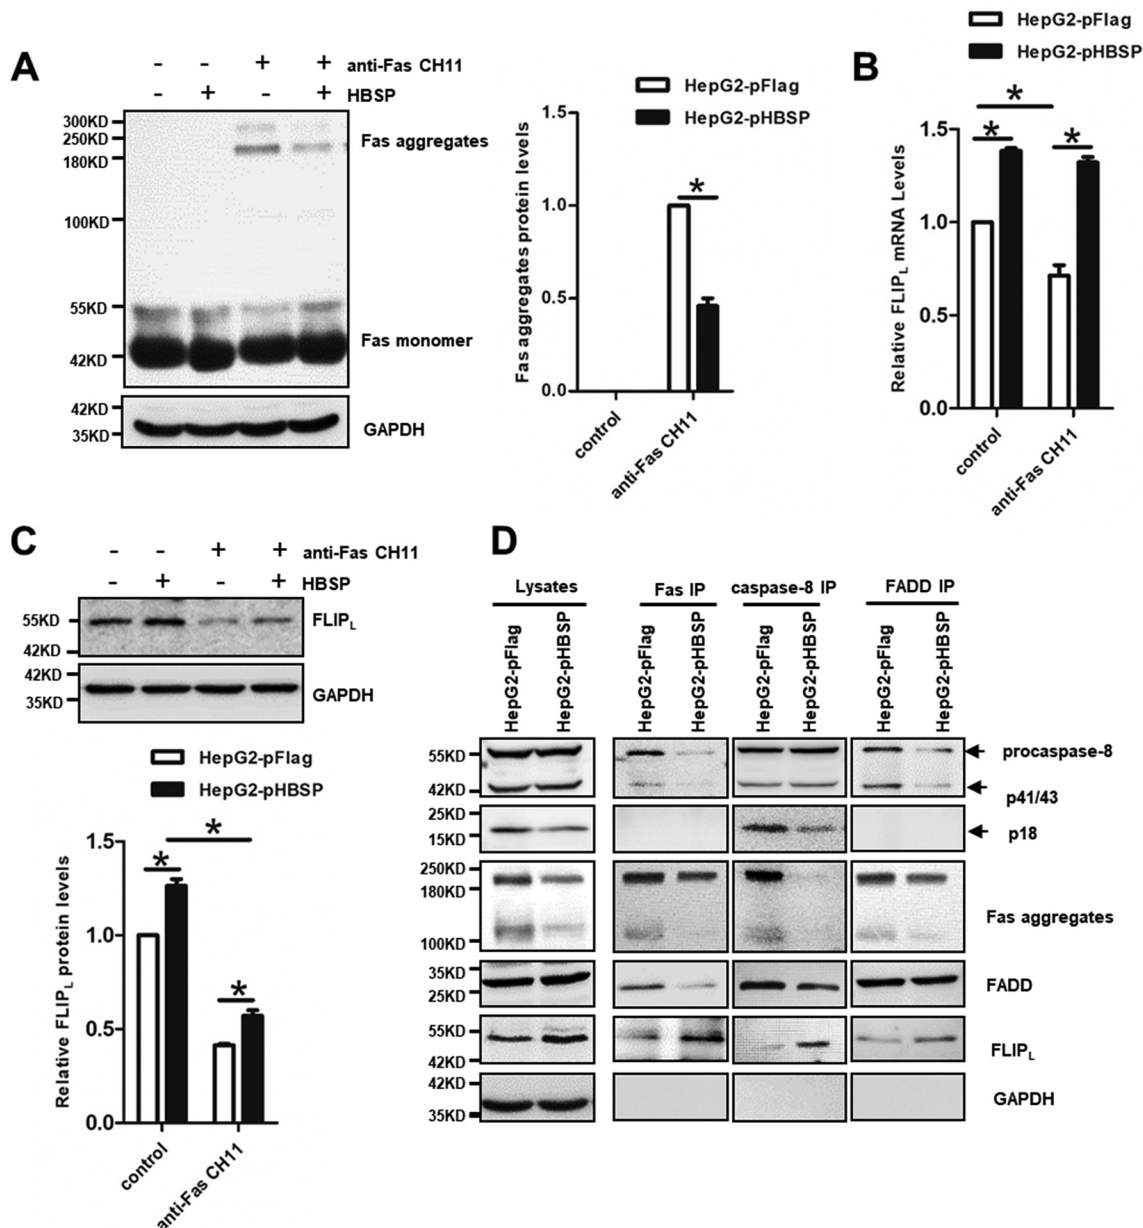 A
- - + + anti-Fas CH11
- + - + HBSP
300KD
250KD
180KD
100KD
55KD
42KD
Fas aggregates
Fas monomer
42KD
35KD
GAPDH
HepG2-pFlag
HepG2-pHBSP
Fas aggregates protein levels
1.5
1.0
0.5
0.0
*
control
anti-Fas CH11
B
HepG2-pFlag
HepG2-pHBSP
Relative FLIPL mRNA Levels
1.5
1.0
0.5
0.0
*
* *
control
anti-Fas CH11
C
- - + + anti-Fas CH11
- + - + HBSP
55KD
42KD
FLIPL
42KD
35KD
GAPDH
HepG2-pFlag
HepG2-pHBSP
Relative FLIPL protein levels
1.5
1.0
0.5
0.0
*
*
*
control
anti-Fas CH11
D
Lysates Fas IP caspase-8 IP FADD IP
HepG2-pFlag
HepG2-pHBSP
HepG2-pFlag
HepG2-pHBSP
HepG2-pFlag
HepG2-pHBSP
HepG2-pFlag
HepG2-pHBSP
55KD
42KD
procaspase-8
p41/43
25KD
15KD
p18
250KD
180KD
100KD
Fas aggregates
35KD
25KD
FADD
55KD
42KD
FLIPL
42KD
35KD
GAPDH